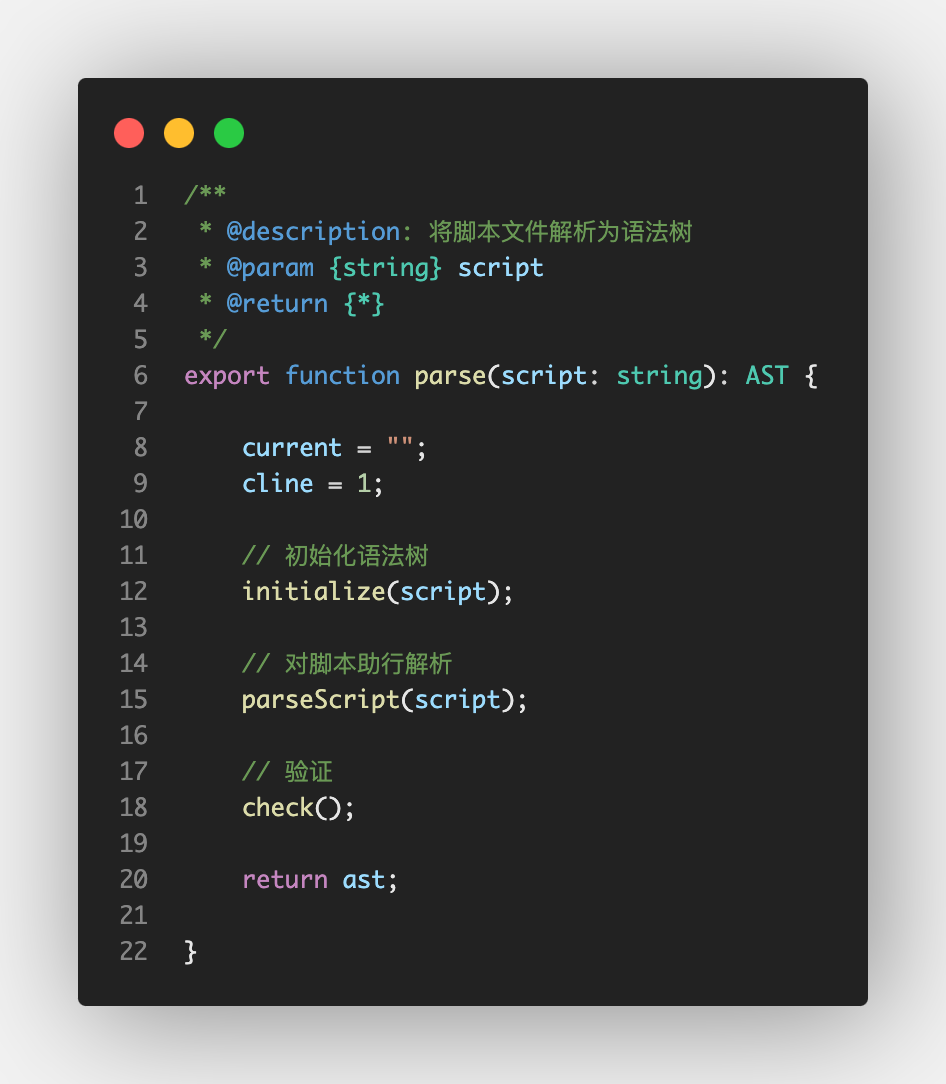 1 /**
2  * @description: 将脚本文件解析为语法树
3  * @param {string} script
4  * @return {*}
5  */
6 export function parse(script: string): AST {
7
8     current = "";
9     cline = 1;
10
11     // 初始化语法树
12     initialize(script);
13
14     // 对脚本助行解析
15     parseScript(script);
16
17     // 验证
18     check();
19
20     return ast;
21
22 }